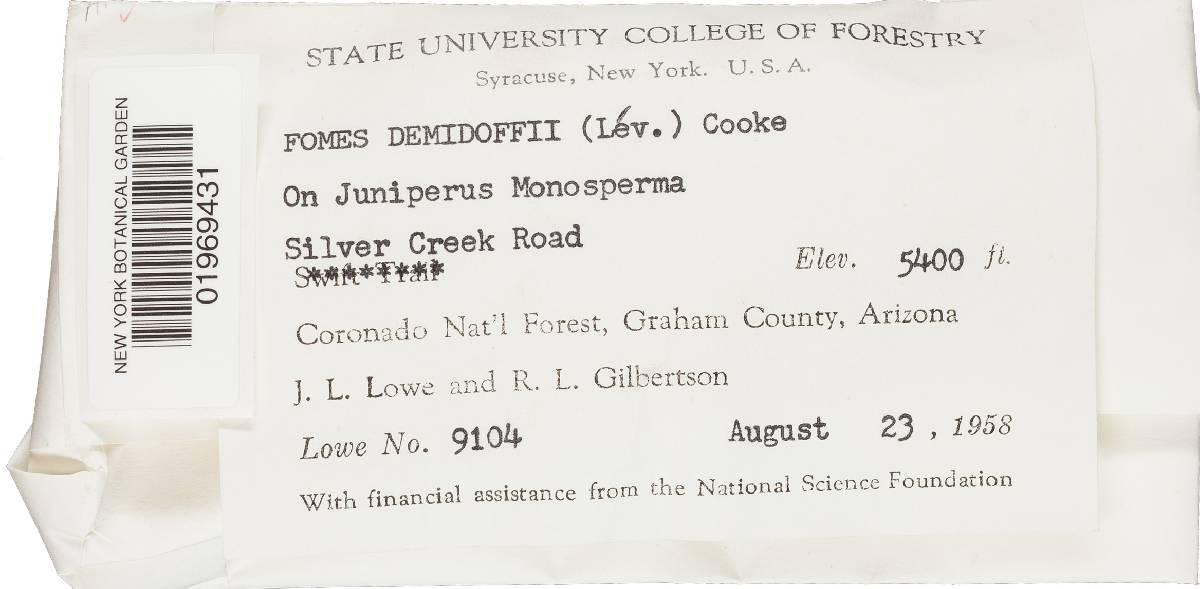 STATE UNIVERSITY COLLEGE OF FORESTRY
Syracuse, New York. U. S. A.
FOMES DEMIDOFFII (Lév.) Cooke
On Juniperus Monosperma
Silver Creek Road
Swift Trail
Elev. 5400 ft.
Coronado Nat'l Forest, Graham County, Arizona
J. L. Lowe and R. L. Gilbertson
Lowe No. 9104 August 23, 1958
With financial assistance from the National Science Foundation
NEW YORK BOTANICAL GARDEN
01969431